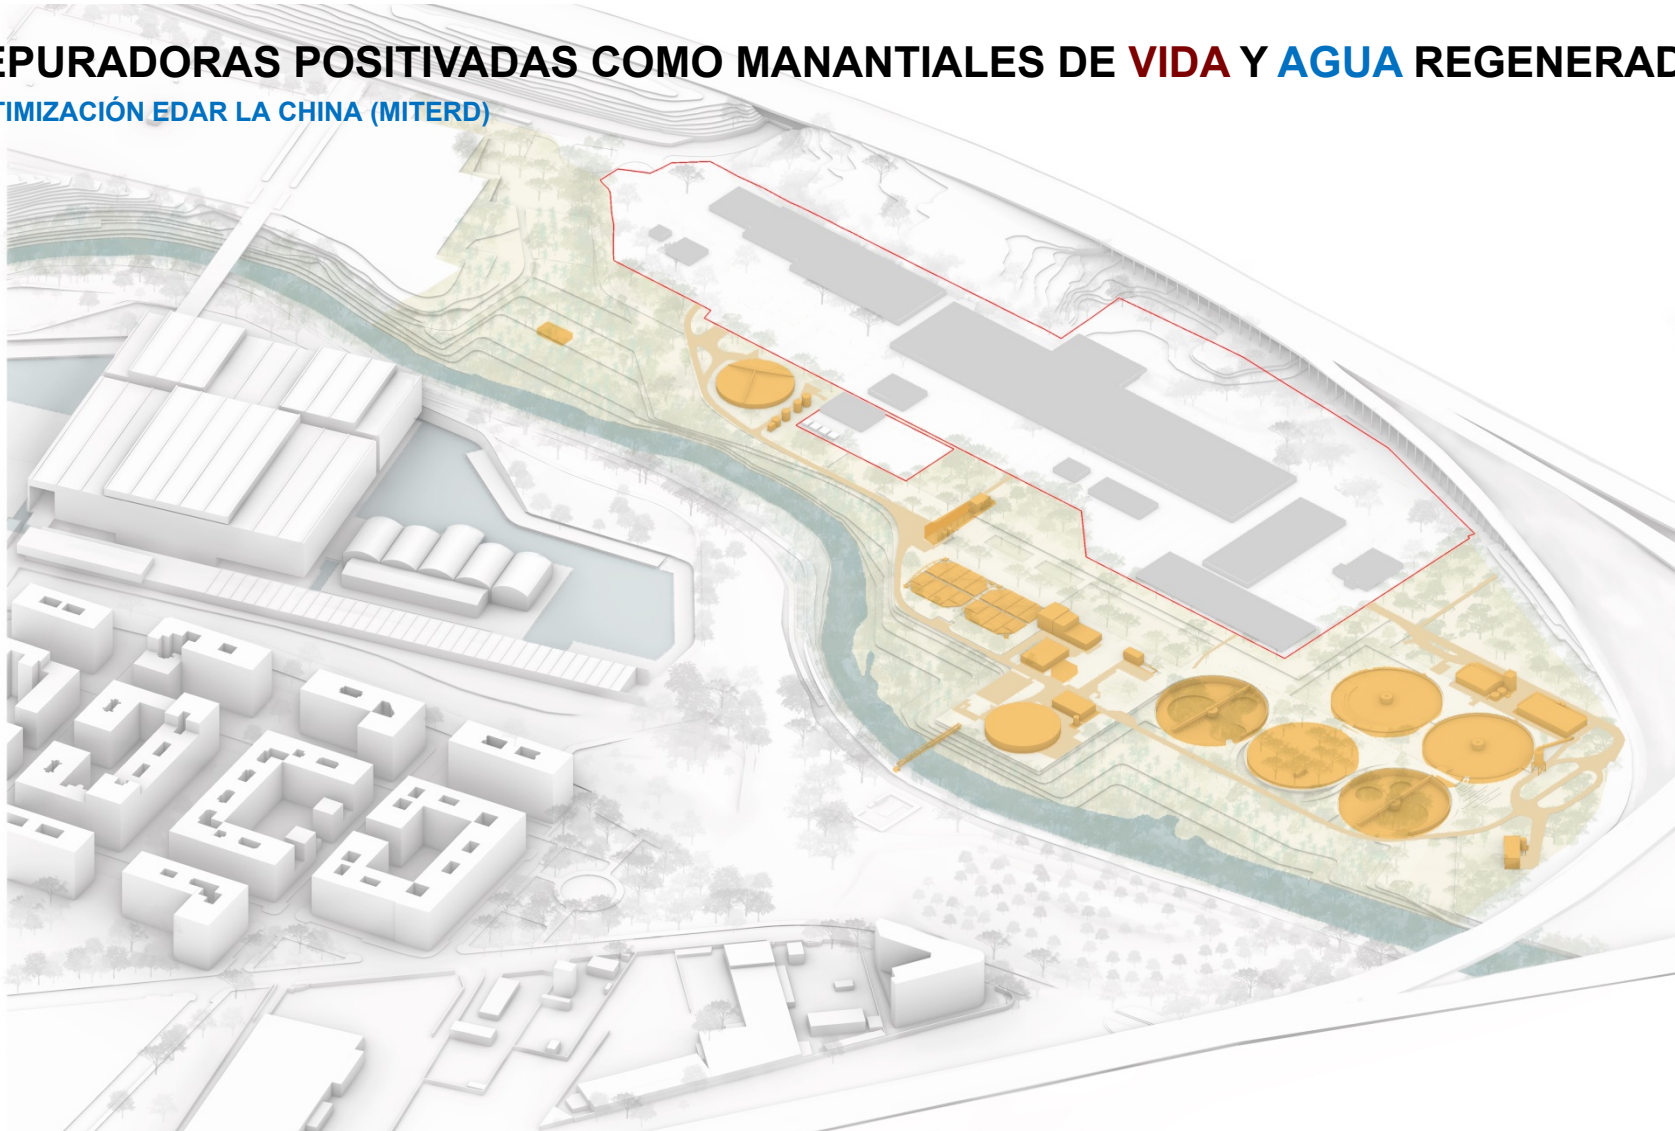 EPURADORAS POSITIVADAS COMO MANANTIALES DE VIDA Y AGUA REGENERAD
TIMIZACIÓN EDAR LA CHINA (MITERD)